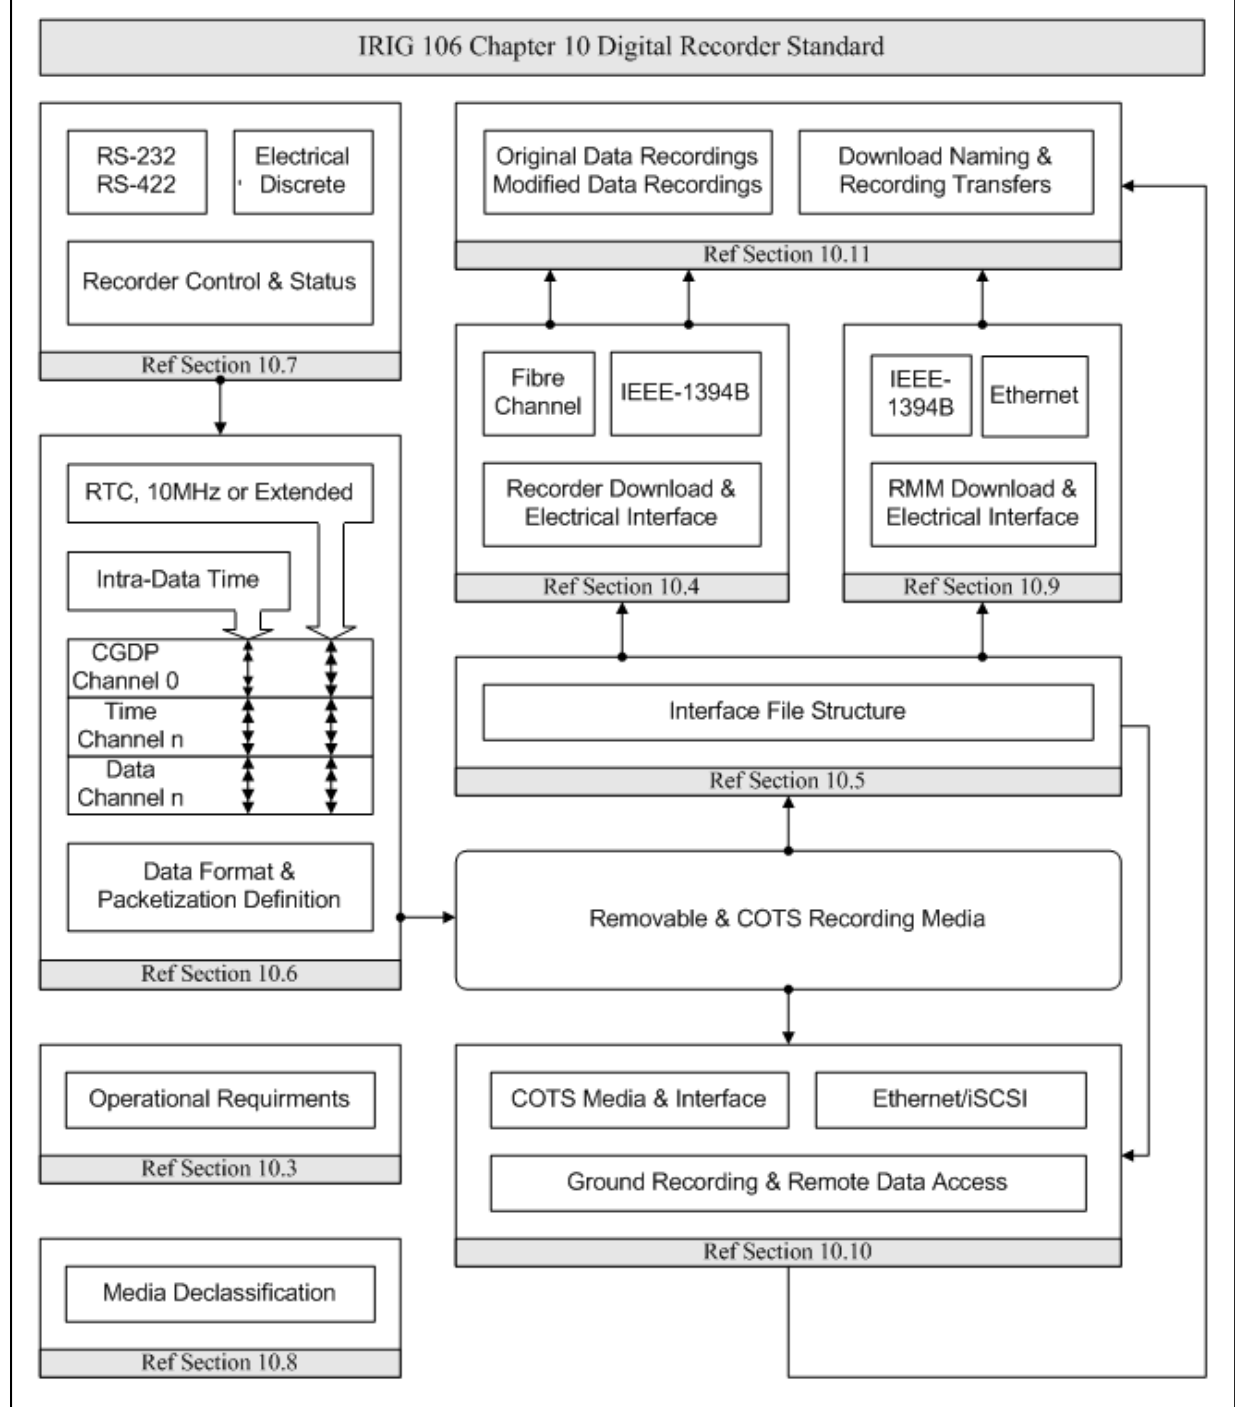 IRIG 106 Chapter 10 Digital Recorder Standard
RS-232
RS-422
Electrical
Discrete
Recorder Control & Status
Ref Section 10.7
RTC, 10MHz or Extended
Intra-Data Time
CGDP
Channel 0
Time
Channel n
Data
Channel n
Data Format &
Packetization Definition
Ref Section 10.6
Operational Requirments
Ref Section 10.3
Media Declassification
Ref Section 10.8
Original Data Recordings
Modified Data Recordings
Download Naming &
Recording Transfers
Ref Section 10.11
Fibre
Channel
IEEE-1394B
Recorder Download &
Electrical Interface
Ref Section 10.4
IEEE-
1394B
Ethernet
RMM Download &
Electrical Interface
Ref Section 10.9
Interface File Structure
Ref Section 10.5
Removable & COTS Recording Media
COTS Media & Interface
Ethernet/iSCSI
Ground Recording & Remote Data Access
Ref Section 10.10